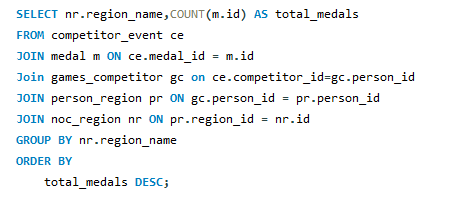 SELECT nr.region_name,COUNT(m.id) AS total_medals
FROM competitor_event ce
JOIN medal m ON ce.medal_id = m.id
Join games_competitor gc on ce.competitor_id=gc.person_id
JOIN person_region pr ON gc.person_id = pr.person_id
JOIN noc_region nr ON pr.region_id = nr.id
GROUP BY nr.region_name
ORDER BY
    total_medals DESC;